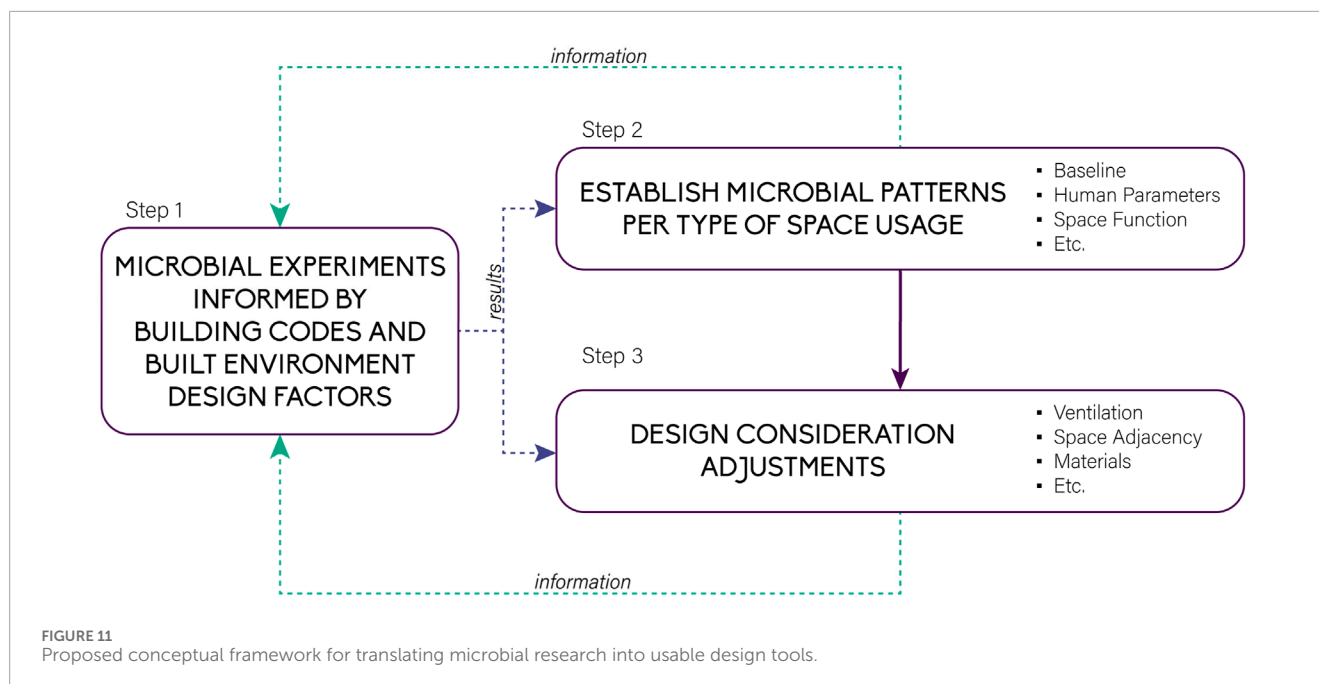 information
Step 2
ESTABLISH MICROBIAL PATTERNS
PER TYPE OF SPACE USAGE
▪ Baseline
▪ Human Parameters
▪ Space Function
▪ Etc.
Step 1
MICROBIAL EXPERIMENTS
INFORMED BY
BUILDING CODES AND
BUILT ENVIRONMENT
DESIGN FACTORS
results
Step 3
DESIGN CONSIDERATION
ADJUSTMENTS
▪ Ventilation
▪ Space Adjacency
▪ Materials
▪ Etc.
information
FIGURE 11
Proposed conceptual framework for translating microbial research into usable design tools.